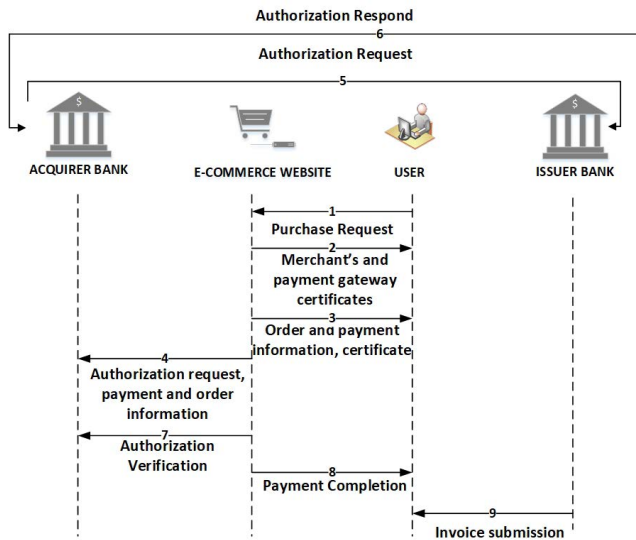 Authorization Respond
6
Authorization Request
5
$
$
ACQUIRER BANK
E-COMMERCE WEBSITE
USER
ISSUER BANK
1
Purchase Request
2
Merchant's and
payment gateway
certificates
3
Order and payment
information, certificate
4
Authorization request,
payment and order
information
7
Authorization
Verification
8
Payment Completion
9
Invoice submission